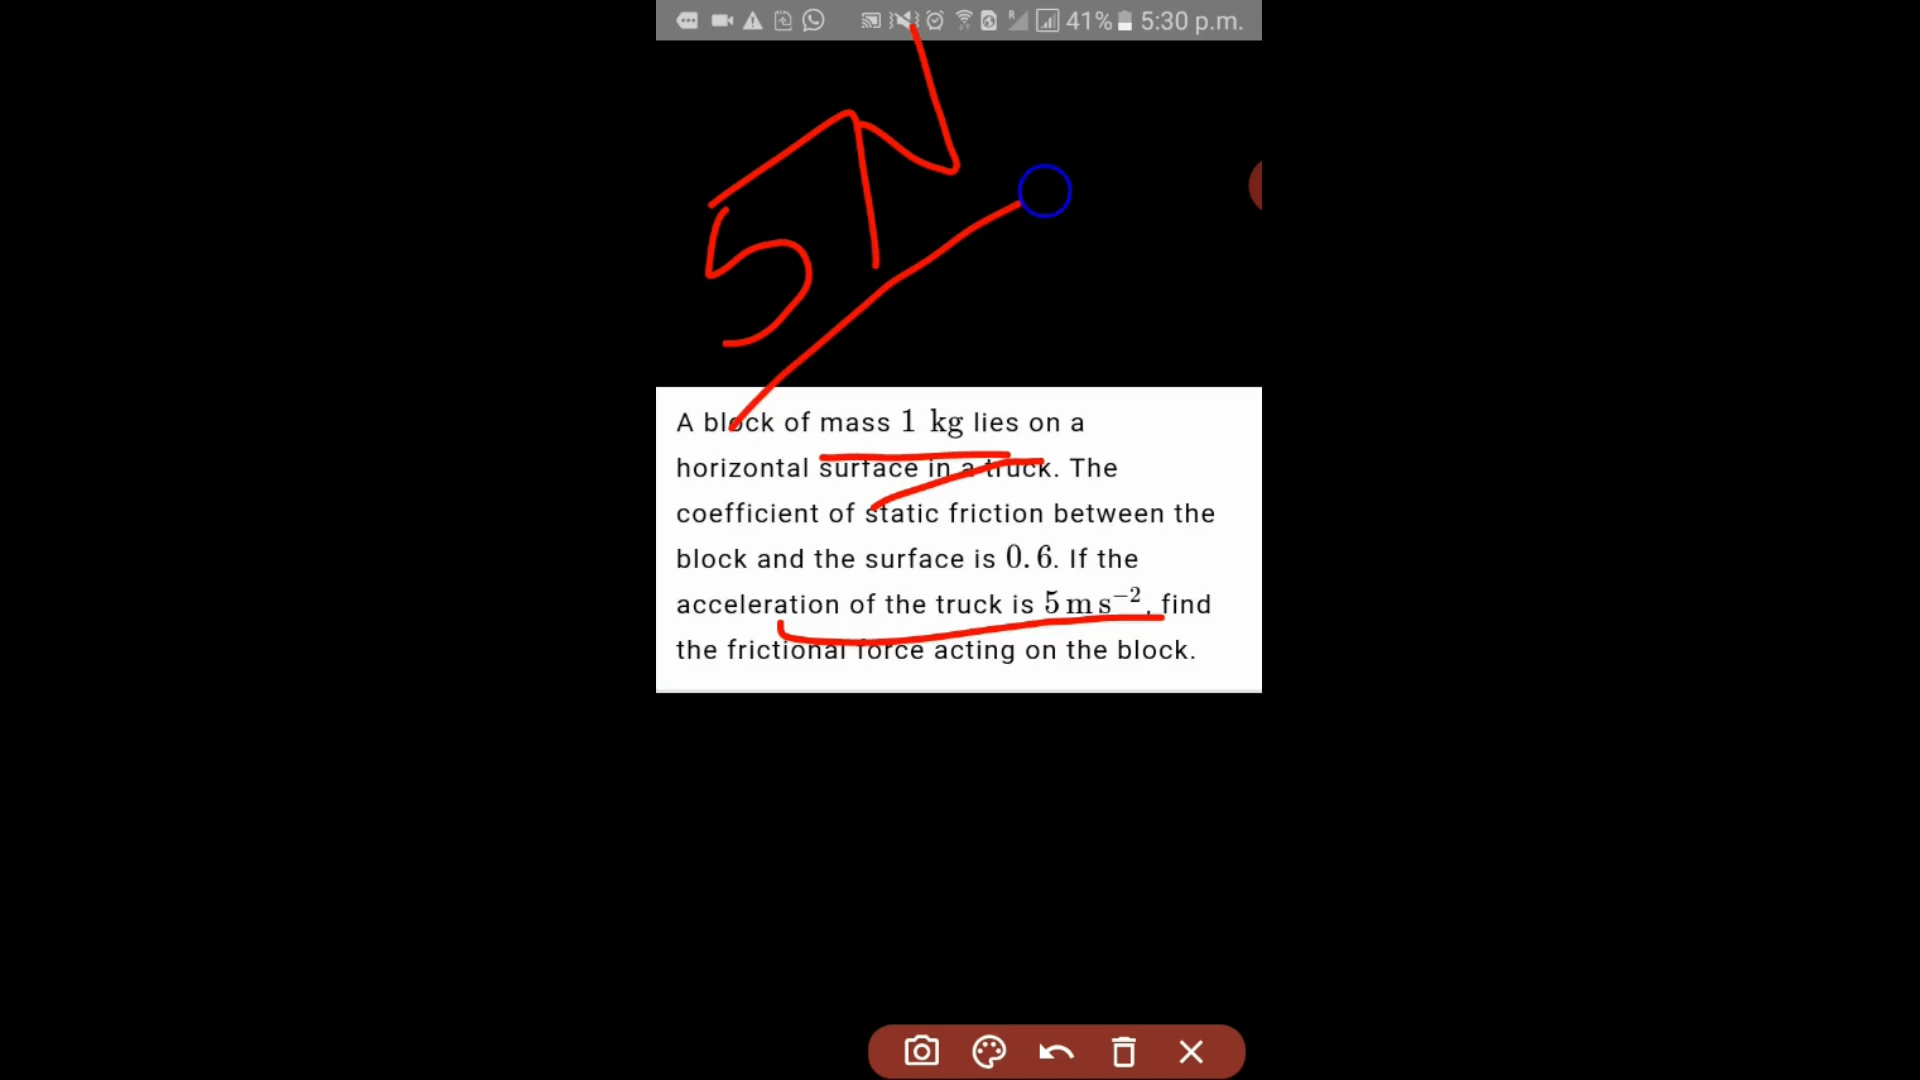 41% 5:30 p.m.
5N
A block of mass 1 kg lies on a
horizontal surface in a truck. The
coefficient of static friction between the
block and the surface is 0.6. If the
acceleration of the truck is 5 m s⁻², find
the frictional force acting on the block.